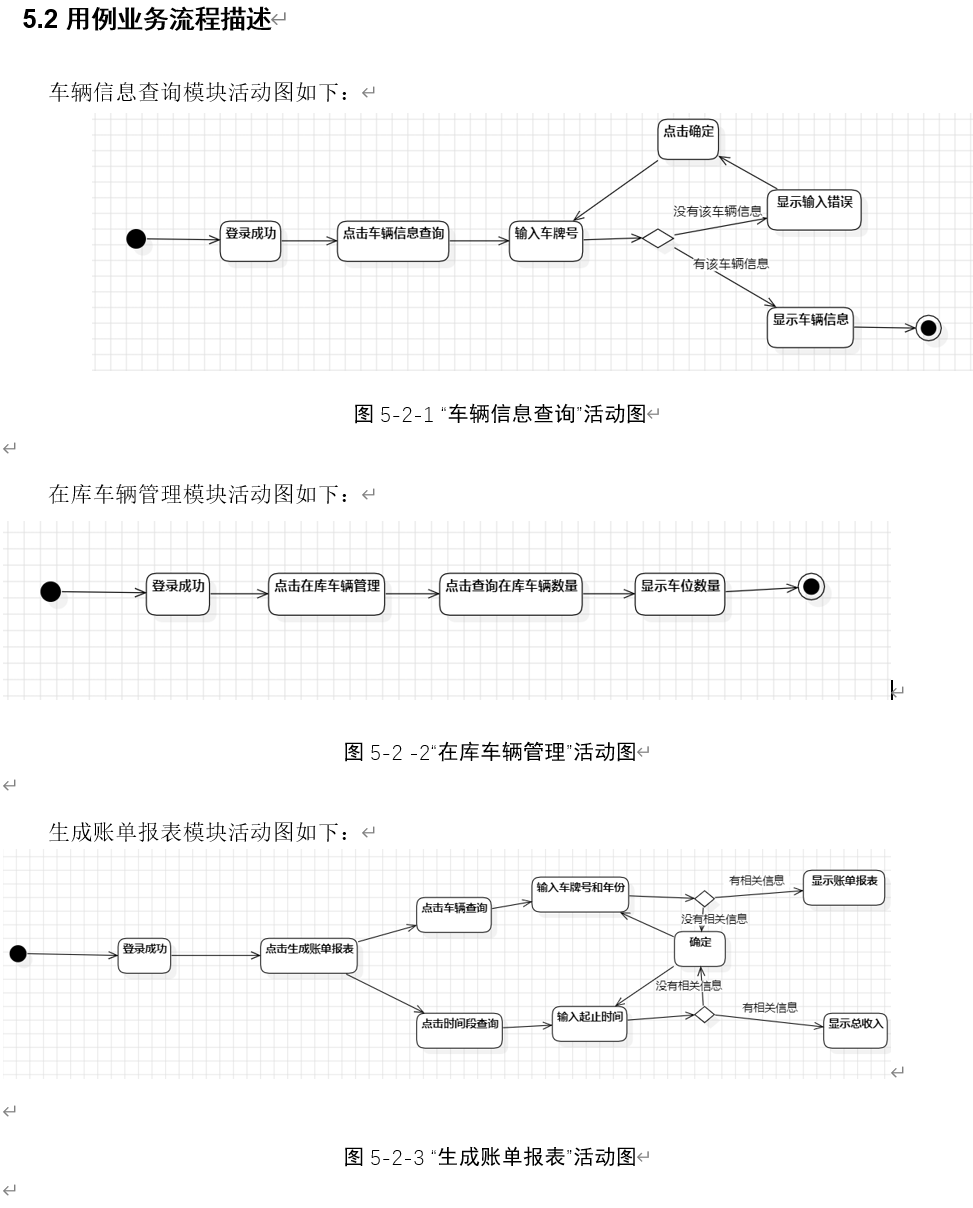 5.2 用例业务流程描述
车辆信息查询模块活动图如下：
点击确定
显示输入错误
没有该车辆信息
登录成功
点击车辆信息查询
输入车牌号
有该车辆信息
显示车辆信息
图 5-2-1 “车辆信息查询”活动图
在库车辆管理模块活动图如下：
登录成功
点击在库车辆管理
点击查询在库车辆数量
显示车位数量
图 5-2 -2“在库车辆管理”活动图
生成账单报表模块活动图如下：
输入车牌号和年份
有相关信息
显示账单报表
点击车辆查询
没有相关信息
登录成功
点击生成账单报表
确定
没有相关信息
点击时间段查询
输入起止时间
有相关信息
显示总收入
图 5-2-3 “生成账单报表”活动图